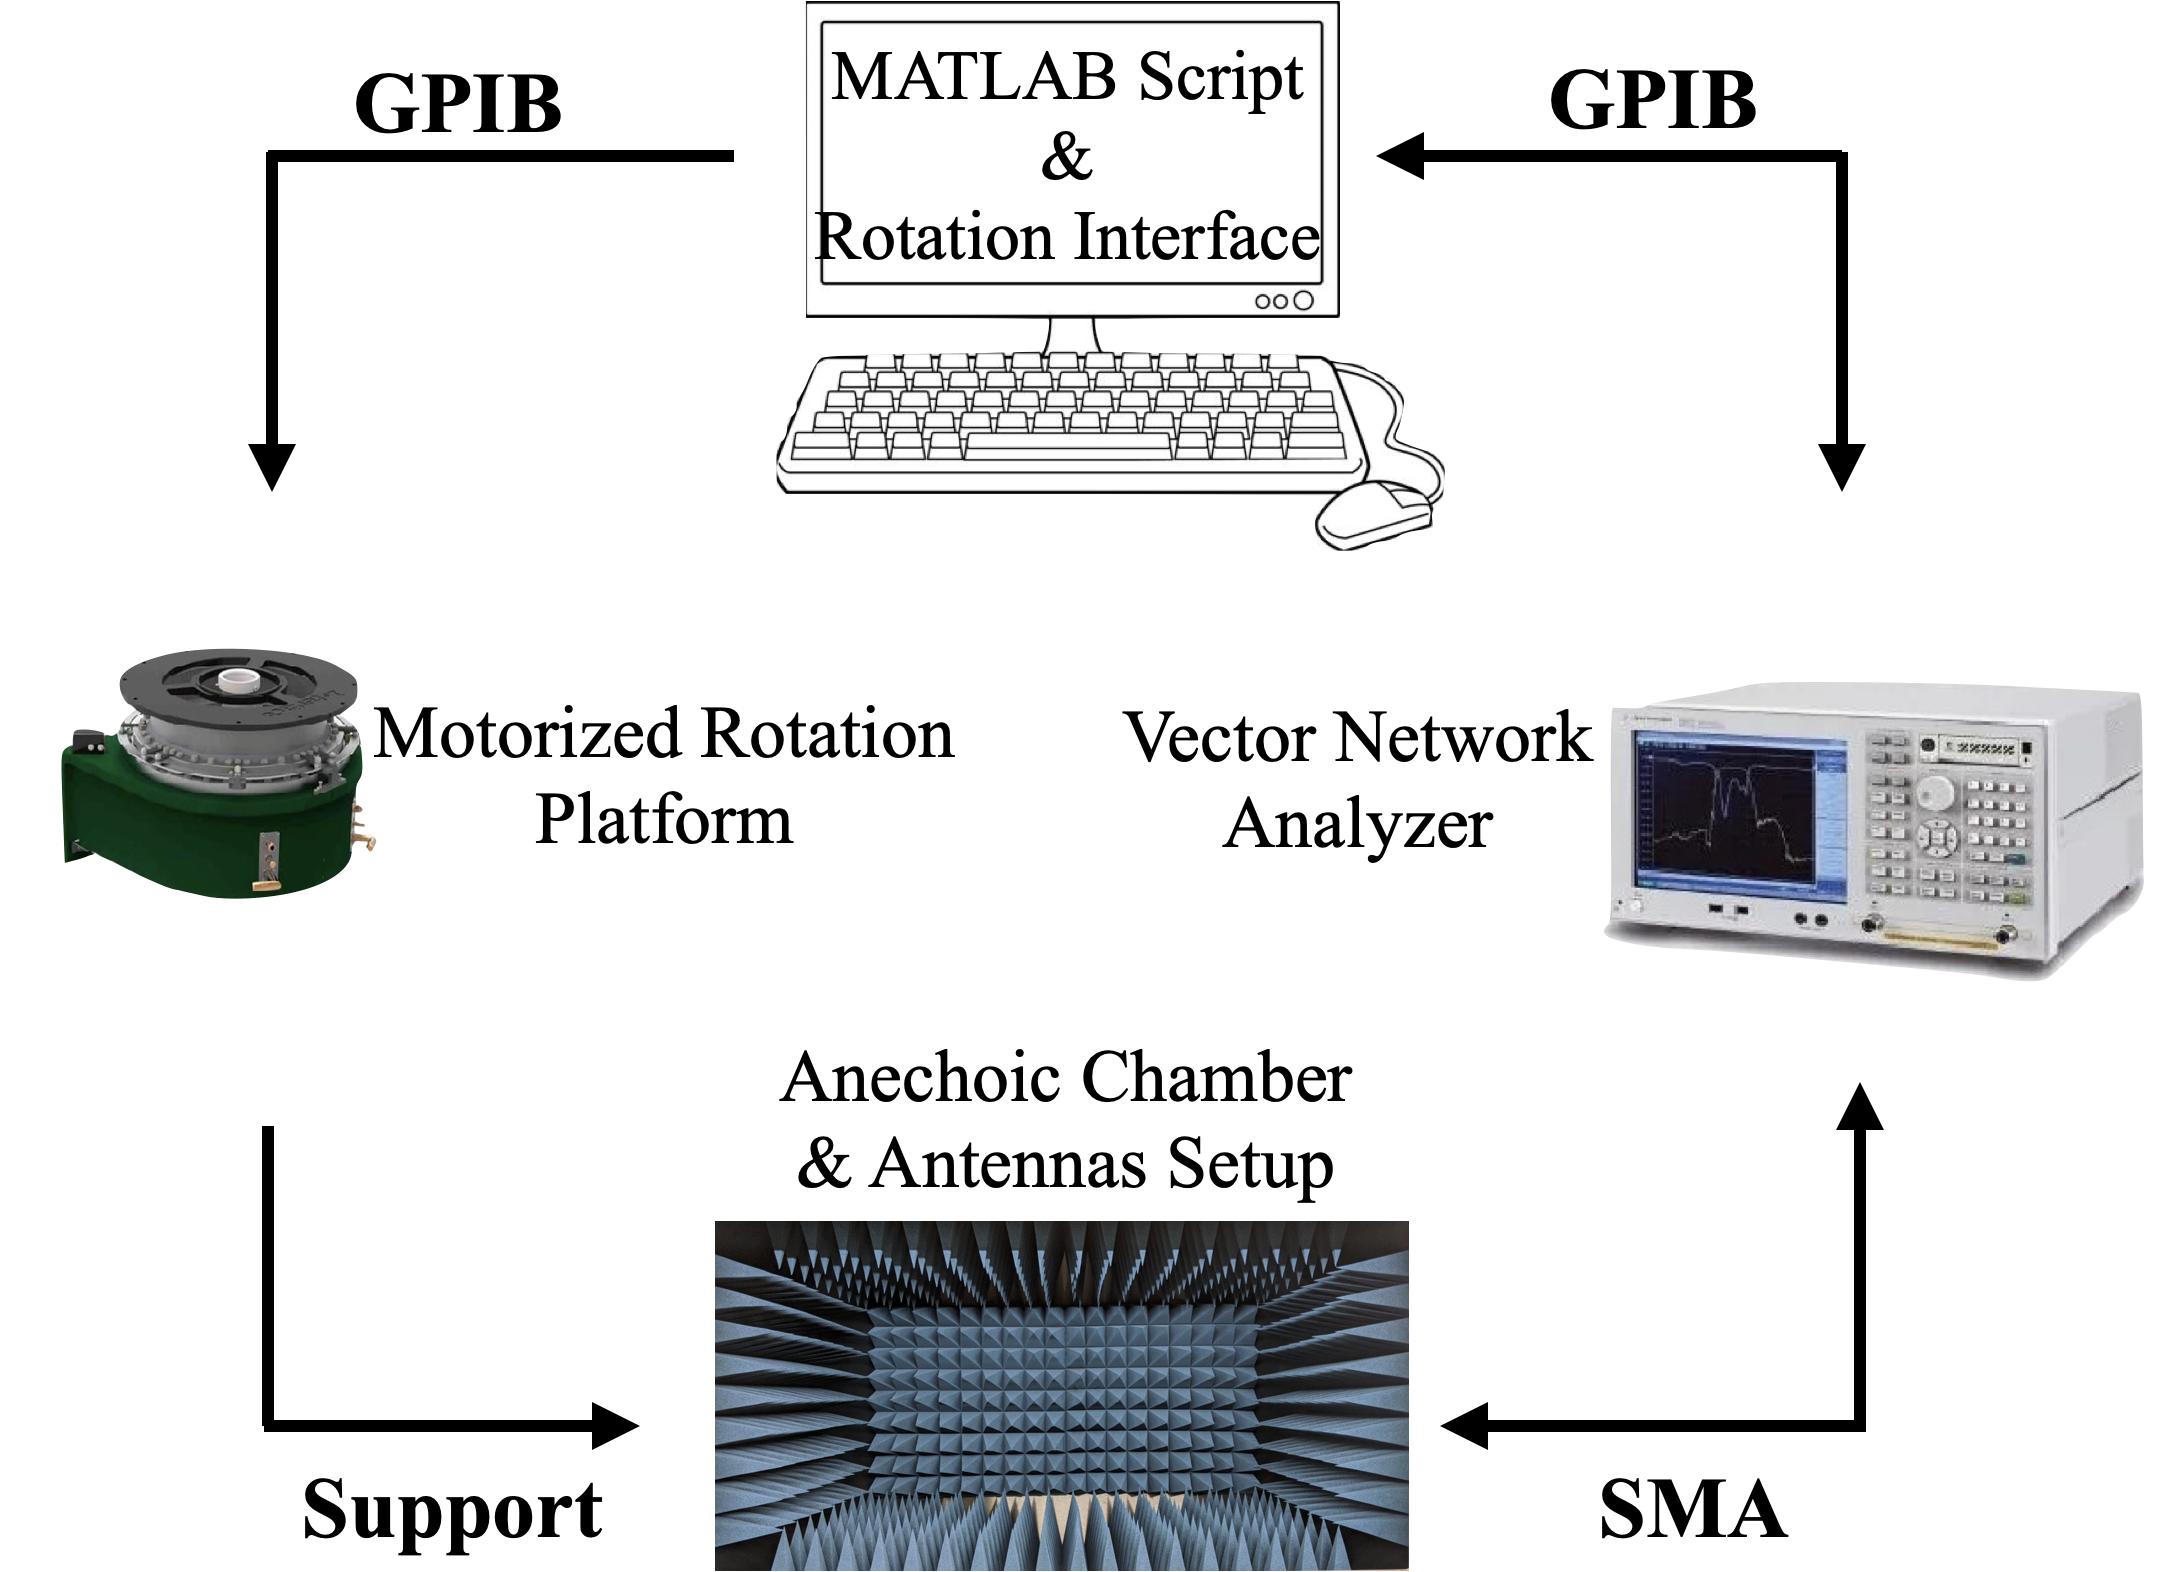 GPIB
MATLAB Script
&
Rotation Interface
GPIB
Motorized Rotation
Platform
Vector Network
Analyzer
Anechoic Chamber
& Antennas Setup
Support
SMA